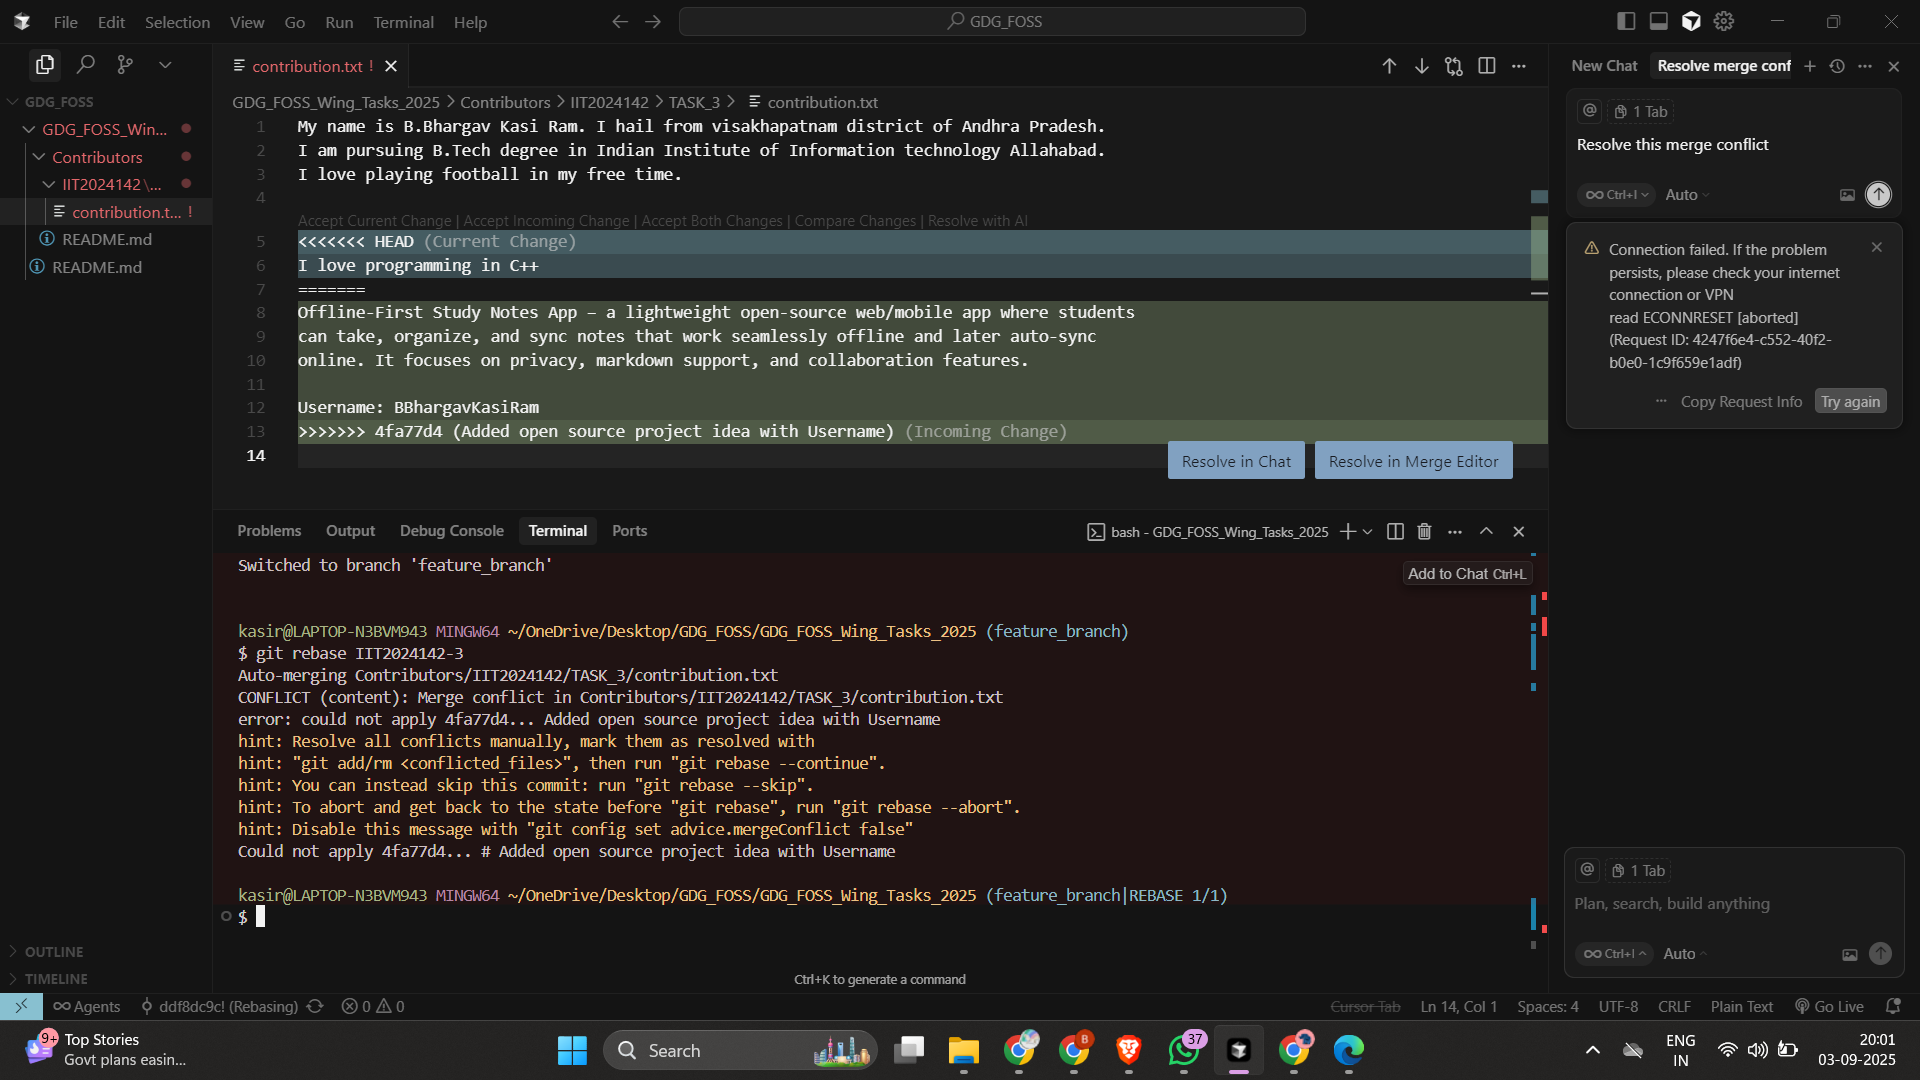 File Edit Selection View Go Run Terminal Help
GDG_FOSS
contribution.txt !
New Chat
Resolve merge conf
GDG_FOSS
GDG_FOSS_Win...
Contributors
IIT2024142 \...
contribution.t... !
README.md
README.md
GDG_FOSS_Wing_Tasks_2025 > Contributors > IIT2024142 > TASK_3 > contribution.txt
1 My name is B.Bhargav Kasi Ram. I hail from visakhapatnam district of Andhra Pradesh.
2 I am pursuing B.Tech degree in Indian Institute of Information technology Allahabad.
3 I love playing football in my free time.
4
Accept Current Change | Accept Incoming Change | Accept Both Changes | Compare Changes | Resolve with AI
5 <<<<<<< HEAD (Current Change)
6 I love programming in C++
7 =======
8 Offline-First Study Notes App – a lightweight open-source web/mobile app where students
9 can take, organize, and sync notes that work seamlessly offline and later auto-sync
10 online. It focuses on privacy, markdown support, and collaboration features.
11
12 Username: BBhargavKasiRam
13 >>>>>>> 4fa77d4 (Added open source project idea with Username) (Incoming Change)
14
Resolve in Chat
Resolve in Merge Editor
Problems Output Debug Console Terminal Ports
bash - GDG_FOSS_Wing_Tasks_2025
Add to Chat Ctrl+L
Switched to branch 'feature_branch'
kasir@LAPTOP-N3BVM943 MINGW64 ~/OneDrive/Desktop/GDG_FOSS/GDG_FOSS_Wing_Tasks_2025 (feature_branch)
$ git rebase IIT2024142-3
Auto-merging Contributors/IIT2024142/TASK_3/contribution.txt
CONFLICT (content): Merge conflict in Contributors/IIT2024142/TASK_3/contribution.txt
error: could not apply 4fa77d4... Added open source project idea with Username
hint: Resolve all conflicts manually, mark them as resolved with
hint: "git add/rm <conflicted_files>", then run "git rebase --continue".
hint: You can instead skip this commit: run "git rebase --skip".
hint: To abort and get back to the state before "git rebase", run "git rebase --abort".
hint: Disable this message with "git config set advice.mergeConflict false"
Could not apply 4fa77d4... # Added open source project idea with Username
kasir@LAPTOP-N3BVM943 MINGW64 ~/OneDrive/Desktop/GDG_FOSS/GDG_FOSS_Wing_Tasks_2025 (feature_branch|REBASE 1/1)
$
Ctrl+K to generate a command
@ 1 Tab
Resolve this merge conflict
Ctrl+I Auto
Connection failed. If the problem
persists, please check your internet
connection or VPN
read ECONNRESET [aborted]
(Request ID: 4247f6e4-c552-40f2-
b0e0-1c9f659e1adf)
Copy Request Info
Try again
@ 1 Tab
Plan, search, build anything
Ctrl+I Auto
OUTLINE
TIMELINE
Agents
ddf8dc9c! (Rebasing)
0 0
Cursor Tab
Ln 14, Col 1
Spaces: 4
UTF-8
CRLF
Plain Text
Go Live
9+
Top Stories
Govt plans easin...
Search
B
37
ENG
IN
20:01
03-09-2025